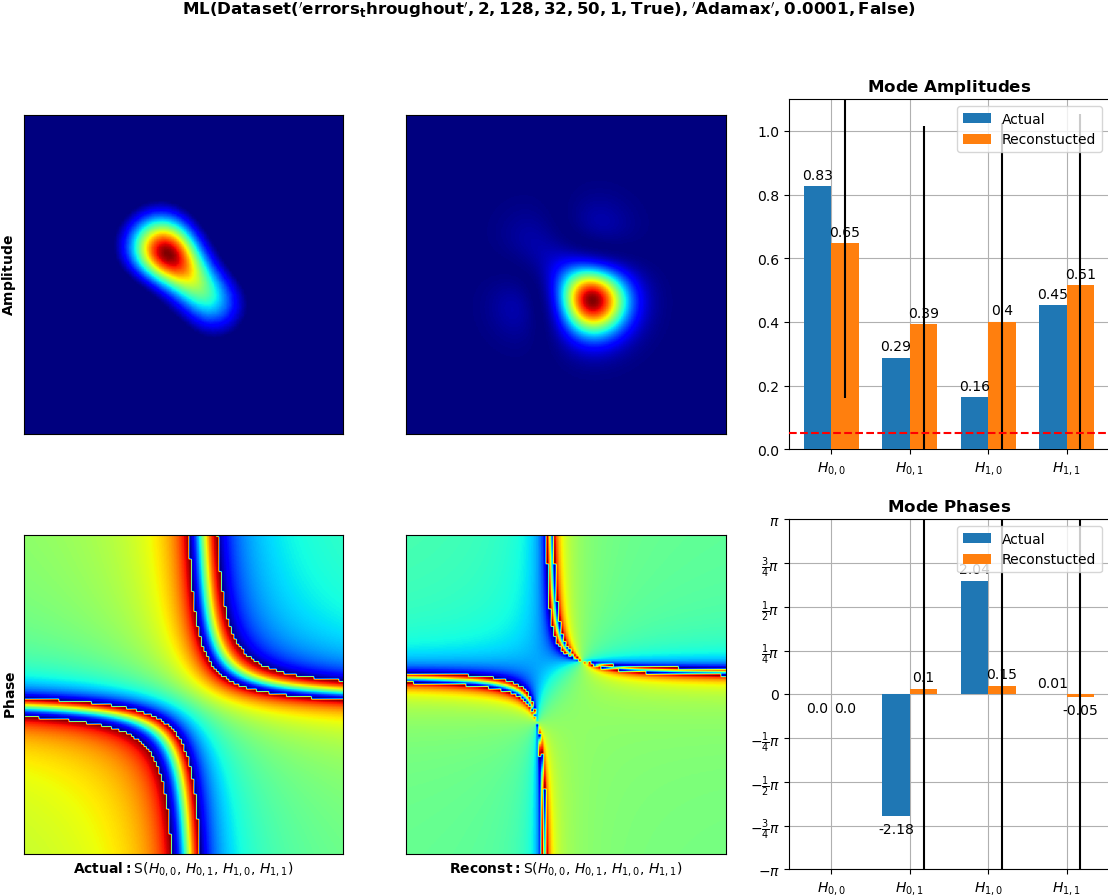 ML(Dataset('errors_throughout', 2, 128, 32, 50, 1, True), 'Adamax', 0.0001, False)
Mode Amplitudes
Actual
Reconstucted
1.0
0.8
0.6
0.4
0.2
0.0
0.83
0.65
0.29
0.39
0.16
0.4
0.45
0.51
H0,0
H0,1
H1,0
H1,1
Amplitude
Mode Phases
Actual
Reconstucted
π
3/4π
1/2π
1/4π
0
−1/4π
−1/2π
−3/4π
−π
0.0
0.0
-2.18
0.1
2.04
0.15
0.01
-0.05
H0,0
H0,1
H1,0
H1,1
Phase
Actual: S(H0,0, H0,1, H1,0, H1,1)
Reconst: S(H0,0, H0,1, H1,0, H1,1)